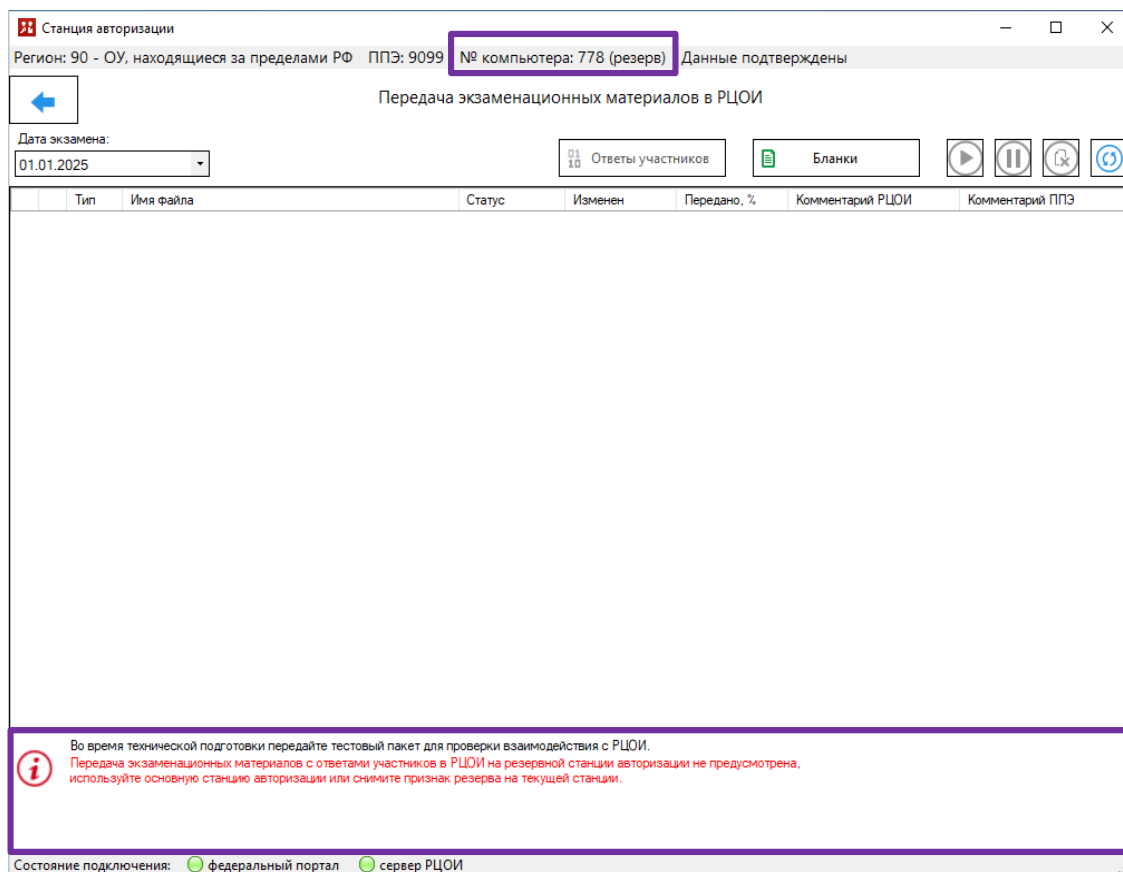 Станция авторизации
Регион: 90 - ОУ, находящиеся за пределами РФ ППЭ: 9099 № компьютера: 778 (резерв) Данные подтверждены
Передача экзаменационных материалов в РЦОИ
Дата экзамена:
01.01.2025 Ответы участников Бланки
Тип Имя файла Статус Изменен Передано, % Комментарий РЦОИ Комментарий ППЭ
Во время технической подготовки передайте тестовый пакет для проверки взаимодействия с РЦОИ.
Передача экзаменационных материалов с ответами участников в РЦОИ на резервной станции авторизации не предусмотрена,
используйте основную станцию авторизации или снимите признак резерва на текущей станции.
Состояние подключения: федеральный портал сервер РЦОИ